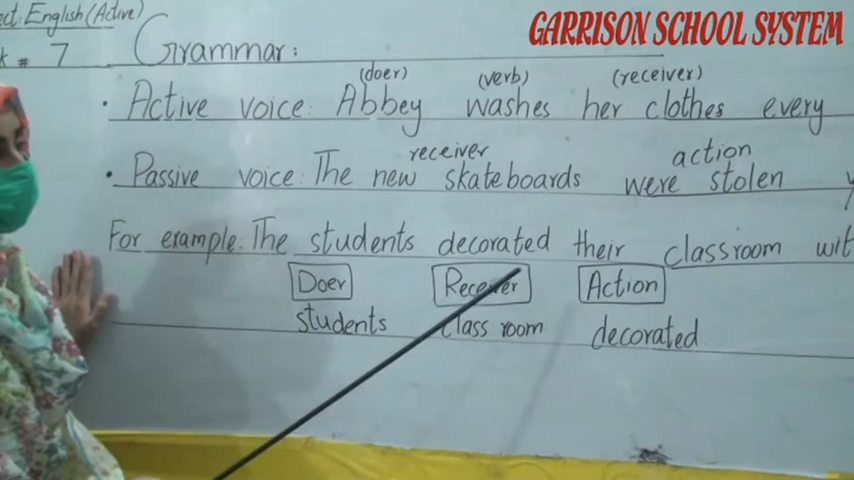 ect: English (Active)
GARRISON SCHOOL SYSTEM
k # 7 Grammar:
(doer) (verb) (receiver)
• Active voice: Abbey washes her clothes every
receiver action
• Passive voice: The new skateboards were stolen y
For example: The students decorated their classroom wit
Doer Receiver Action
students class room decorated